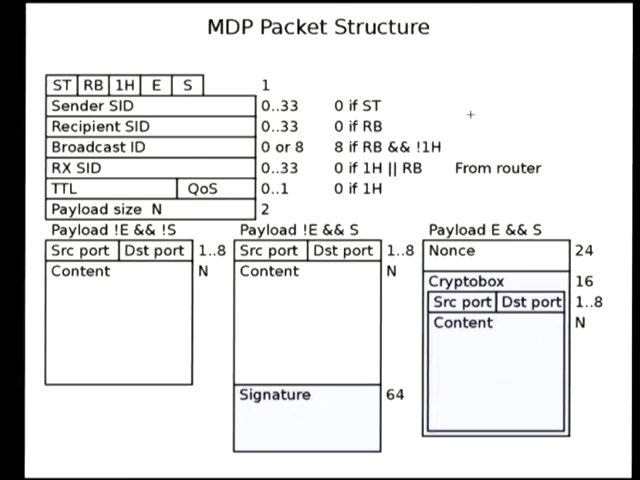 MDP Packet Structure
ST RB 1H E S 1
Sender SID 0..33 0 if ST
Recipient SID 0..33 0 if RB
Broadcast ID 0 or 8 8 if RB && !1H
RX SID 0..33 0 if 1H || RB From router
TTL QoS 0..1 0 if 1H
Payload size N 2
Payload !E && !S Payload !E && S Payload E && S
Src port Dst port 1..8 Src port Dst port 1..8 Nonce 24
Content N Content N
Cryptobox 16
Src port Dst port 1..8
Content N
Signature 64